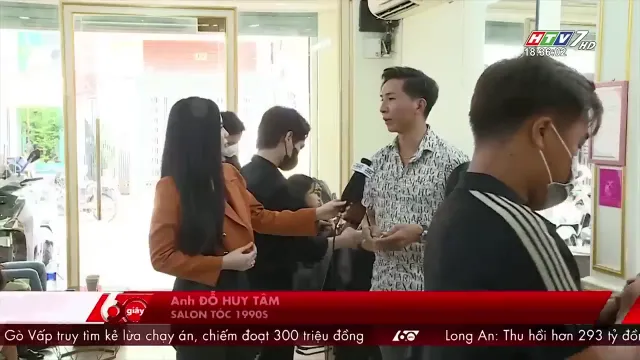 HTV7 HD
18:36:02
60 giây
Anh ĐỖ HUY TÂM
SALON TÓC 1990S
Gò Vấp truy tìm kẻ lừa chạy án, chiếm đoạt 300 triệu đồng
60
Long An: Thu hồi hơn 293 tỷ đồ